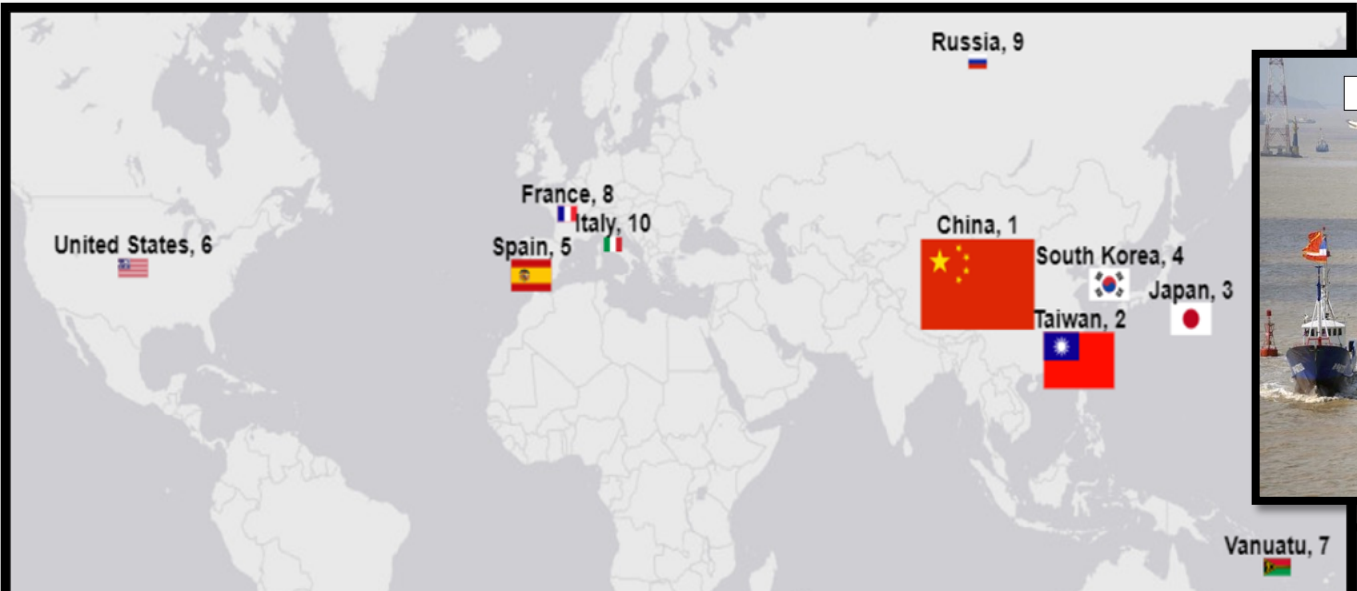 Russia, 9
France, 8
Italy, 10
United States, 6
Spain, 5
China, 1
South Korea, 4
Japan, 3
Taiwan, 2
Vanuatu, 7